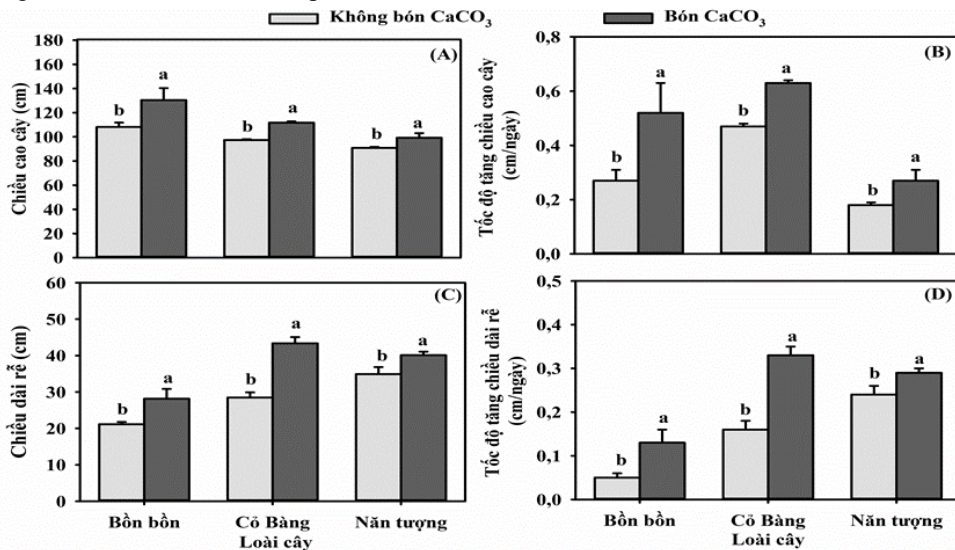 Không bón CaCO3
Bón CaCO3
(A)
Chiều cao cây (cm)
180
160
140
120
100
80
60
40
20
0
b
a
b
a
b
a
(B)
Tốc độ tăng chiều cao cây
(cm/ngày)
0,8
0,6
0,4
0,2
0,0
b
a
b
a
b
a
(C)
Chiều dài rễ (cm)
60
50
40
30
20
10
0
b
a
b
a
b
a
Bồn bồn
Cỏ Bàng
Năn tượng
Loài cây
(D)
Tốc độ tăng chiều dài rễ
(cm/ngày)
0,5
0,4
0,3
0,2
0,1
0,0
b
a
b
a
b
a
Bồn bồn
Cỏ Bàng
Năn tượng
Loài cây